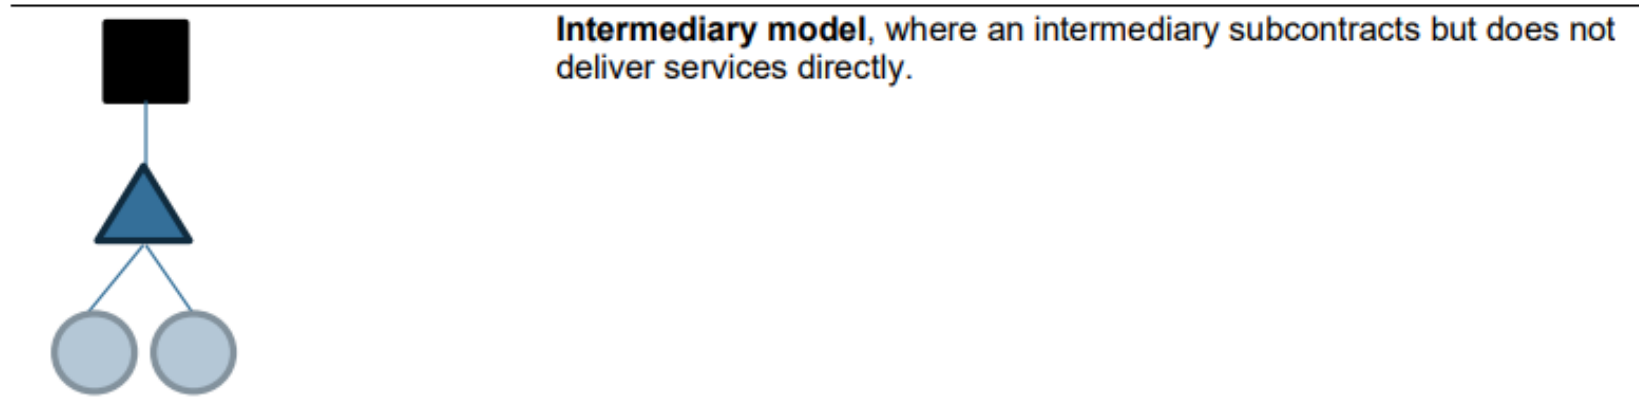 Intermediary model, where an intermediary subcontracts but does not
deliver services directly.